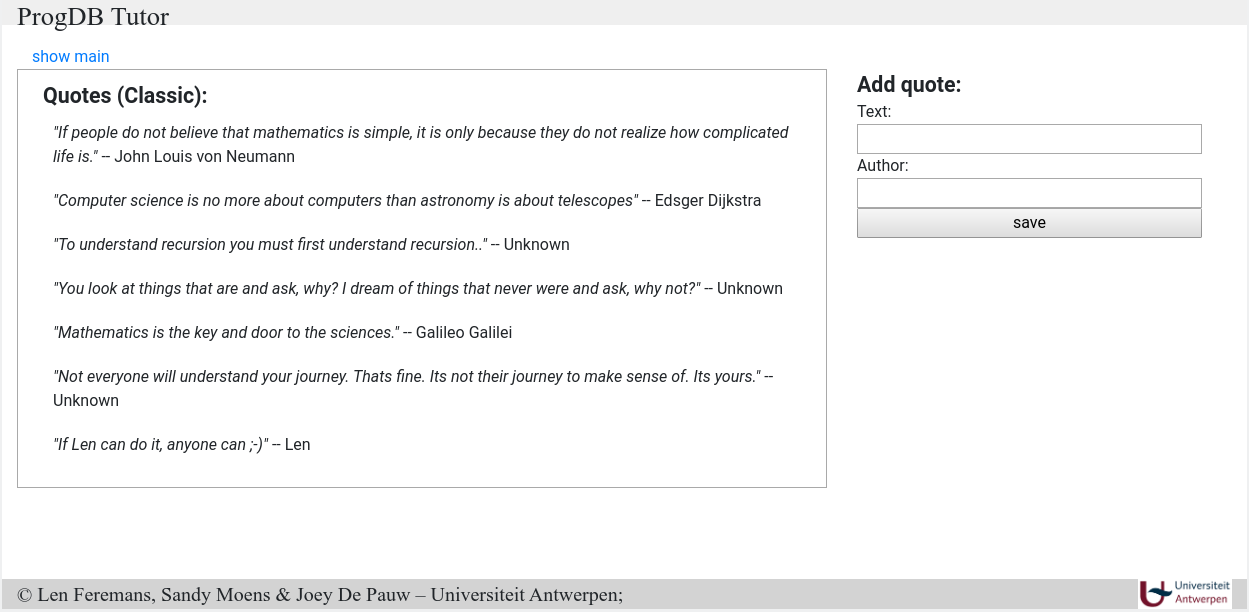 ProgDB Tutor
show main
Quotes (Classic):
"If people do not believe that mathematics is simple, it is only because they do not realize how complicated
life is." -- John Louis von Neumann
"Computer science is no more about computers than astronomy is about telescopes" -- Edsger Dijkstra
"To understand recursion you must first understand recursion.." -- Unknown
"You look at things that are and ask, why? I dream of things that never were and ask, why not?" -- Unknown
"Mathematics is the key and door to the sciences." -- Galileo Galilei
"Not everyone will understand your journey. Thats fine. Its not their journey to make sense of. Its yours." --
Unknown
"If Len can do it, anyone can ;-)" -- Len
Add quote:
Text:
Author:
save
© Len Feremans, Sandy Moens & Joey De Pauw – Universiteit Antwerpen;
Universiteit
Antwerpen